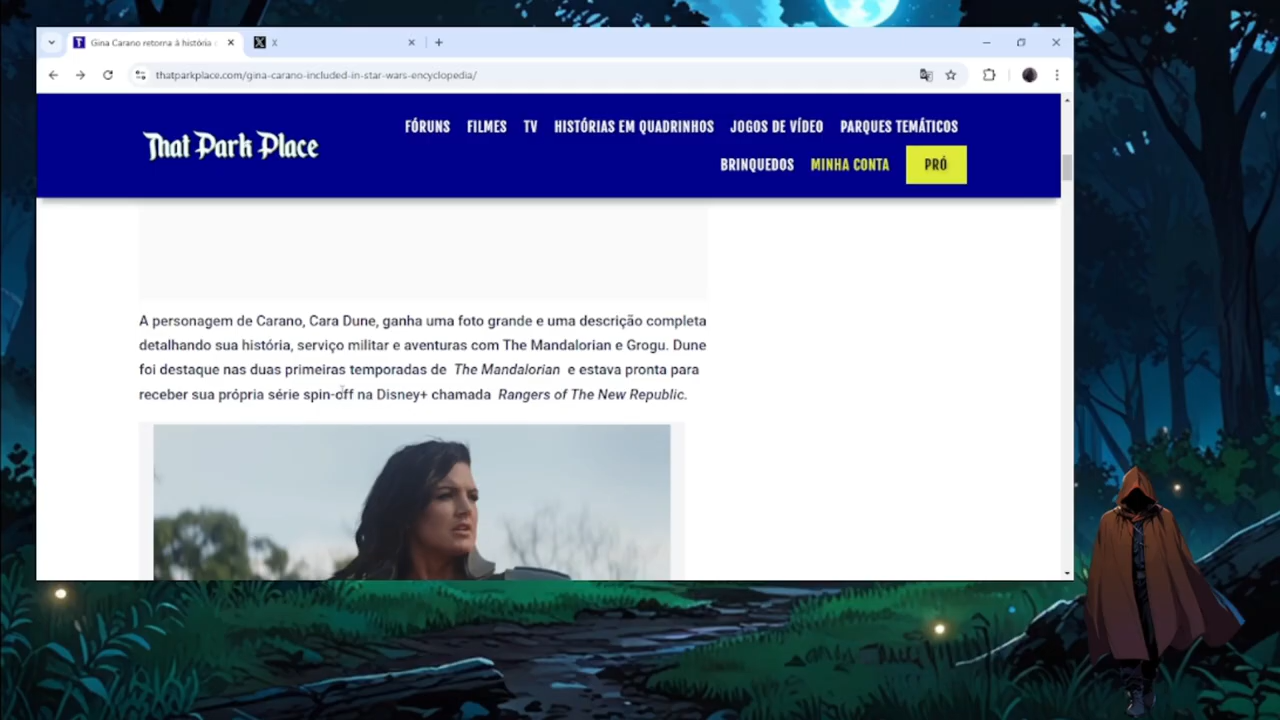 Gina Carano retorna à história
X
thatparkplace.com/gina-carano-included-in-star-wars-encyclopedia/
That Park Place
FÓRUNS FILMES TV HISTÓRIAS EM QUADRINHOS JOGOS DE VÍDEO PARQUES TEMÁTICOS
BRINQUEDOS MINHA CONTA PRÓ
A personagem de Carano, Cara Dune, ganha uma foto grande e uma descrição completa
detalhando sua história, serviço militar e aventuras com The Mandalorian e Grogu. Dune
foi destaque nas duas primeiras temporadas de The Mandalorian e estava pronta para
receber sua própria série spin-off na Disney+ chamada Rangers of The New Republic.